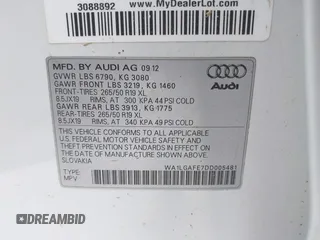 3088892
www.MyDealerLot.com
MFD. BY AUDI AG 09.12
GVWR LBS 6790, KG 3080
GAWR FRONT LBS 3219, KG 1460
FRONT-TIRES 265/50 R19 XL
8.5JX19 RIMS, AT 300 KPA 44 PSI COLD
GAWR REAR LBS 3913, KG 1775
REAR-TIRES 265/50 R19 XL
8.5JX19 RIMS, AT 340 KPA 49 PSI COLD
Audi
THIS VEHICLE CONFORMS TO ALL APPLICABLE
U.S. FEDERAL MOTOR VEHICLE SAFETY
AND THEFT PREVENTION STANDARDS IN EFFECT
ON THE DATE OF MANUFACTURE SHOWN ABOVE.
SLOVAKIA
WA1LGAFE7DD005481
TYPE:
MPV
DREAMBID
AUTOBIDCAR